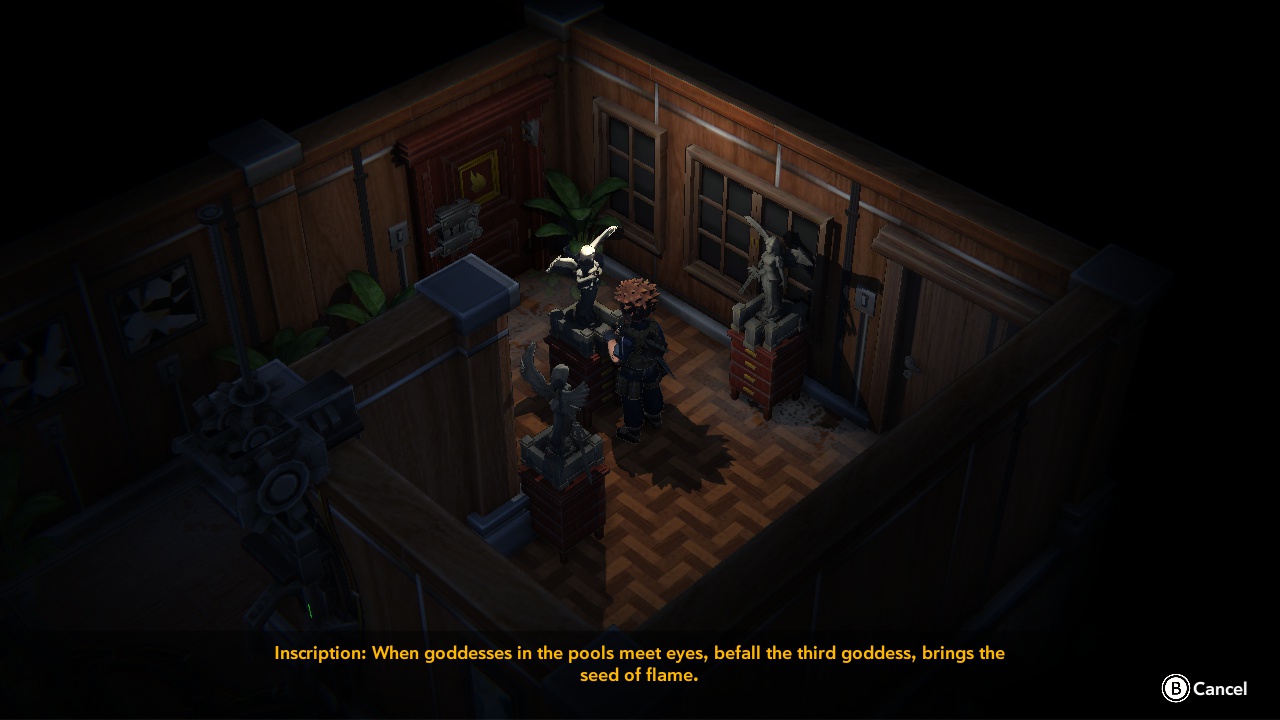 Inscription: When goddesses in the pools meet eyes, befall the third goddess, brings the
seed of flame.
B Cancel